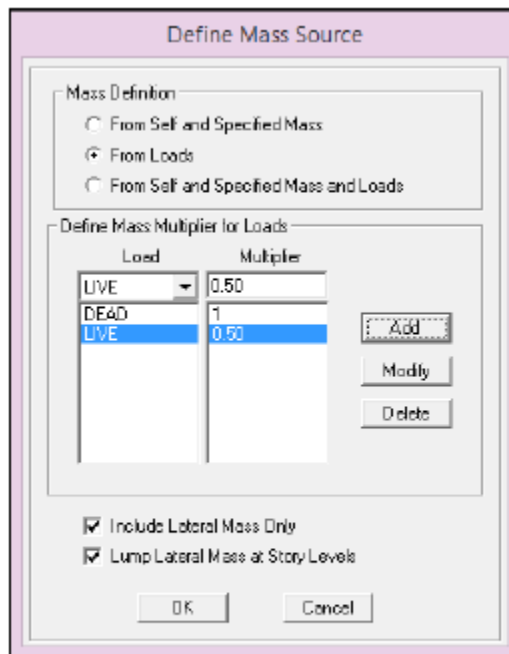 Define Mass Source
Mass Definition
From Self and Specified Mass
From Loads
From Self and Specified Mass and Loads
Define Mass Multiplier for Loads
Load Multiplier
LIVE 0.50
DEAD 1
LIVE 0.50
Add
Modify
Delete
Include Lateral Mass Only
Lump Lateral Mass at Story Levels
OK Cancel